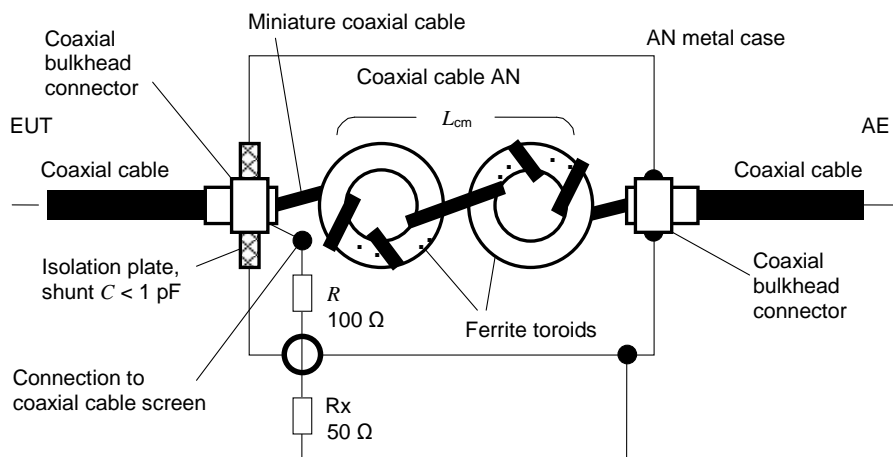 Miniature coaxial cable
Coaxial
bulkhead
connector
AN metal case
Coaxial cable AN
Lcm
EUT
AE
Coaxial cable
Coaxial cable
Isolation plate,
shunt C < 1 pF
R
100 Ω
Ferrite toroids
Coaxial
bulkhead
connector
Connection to
coaxial cable screen
Rx
50 Ω